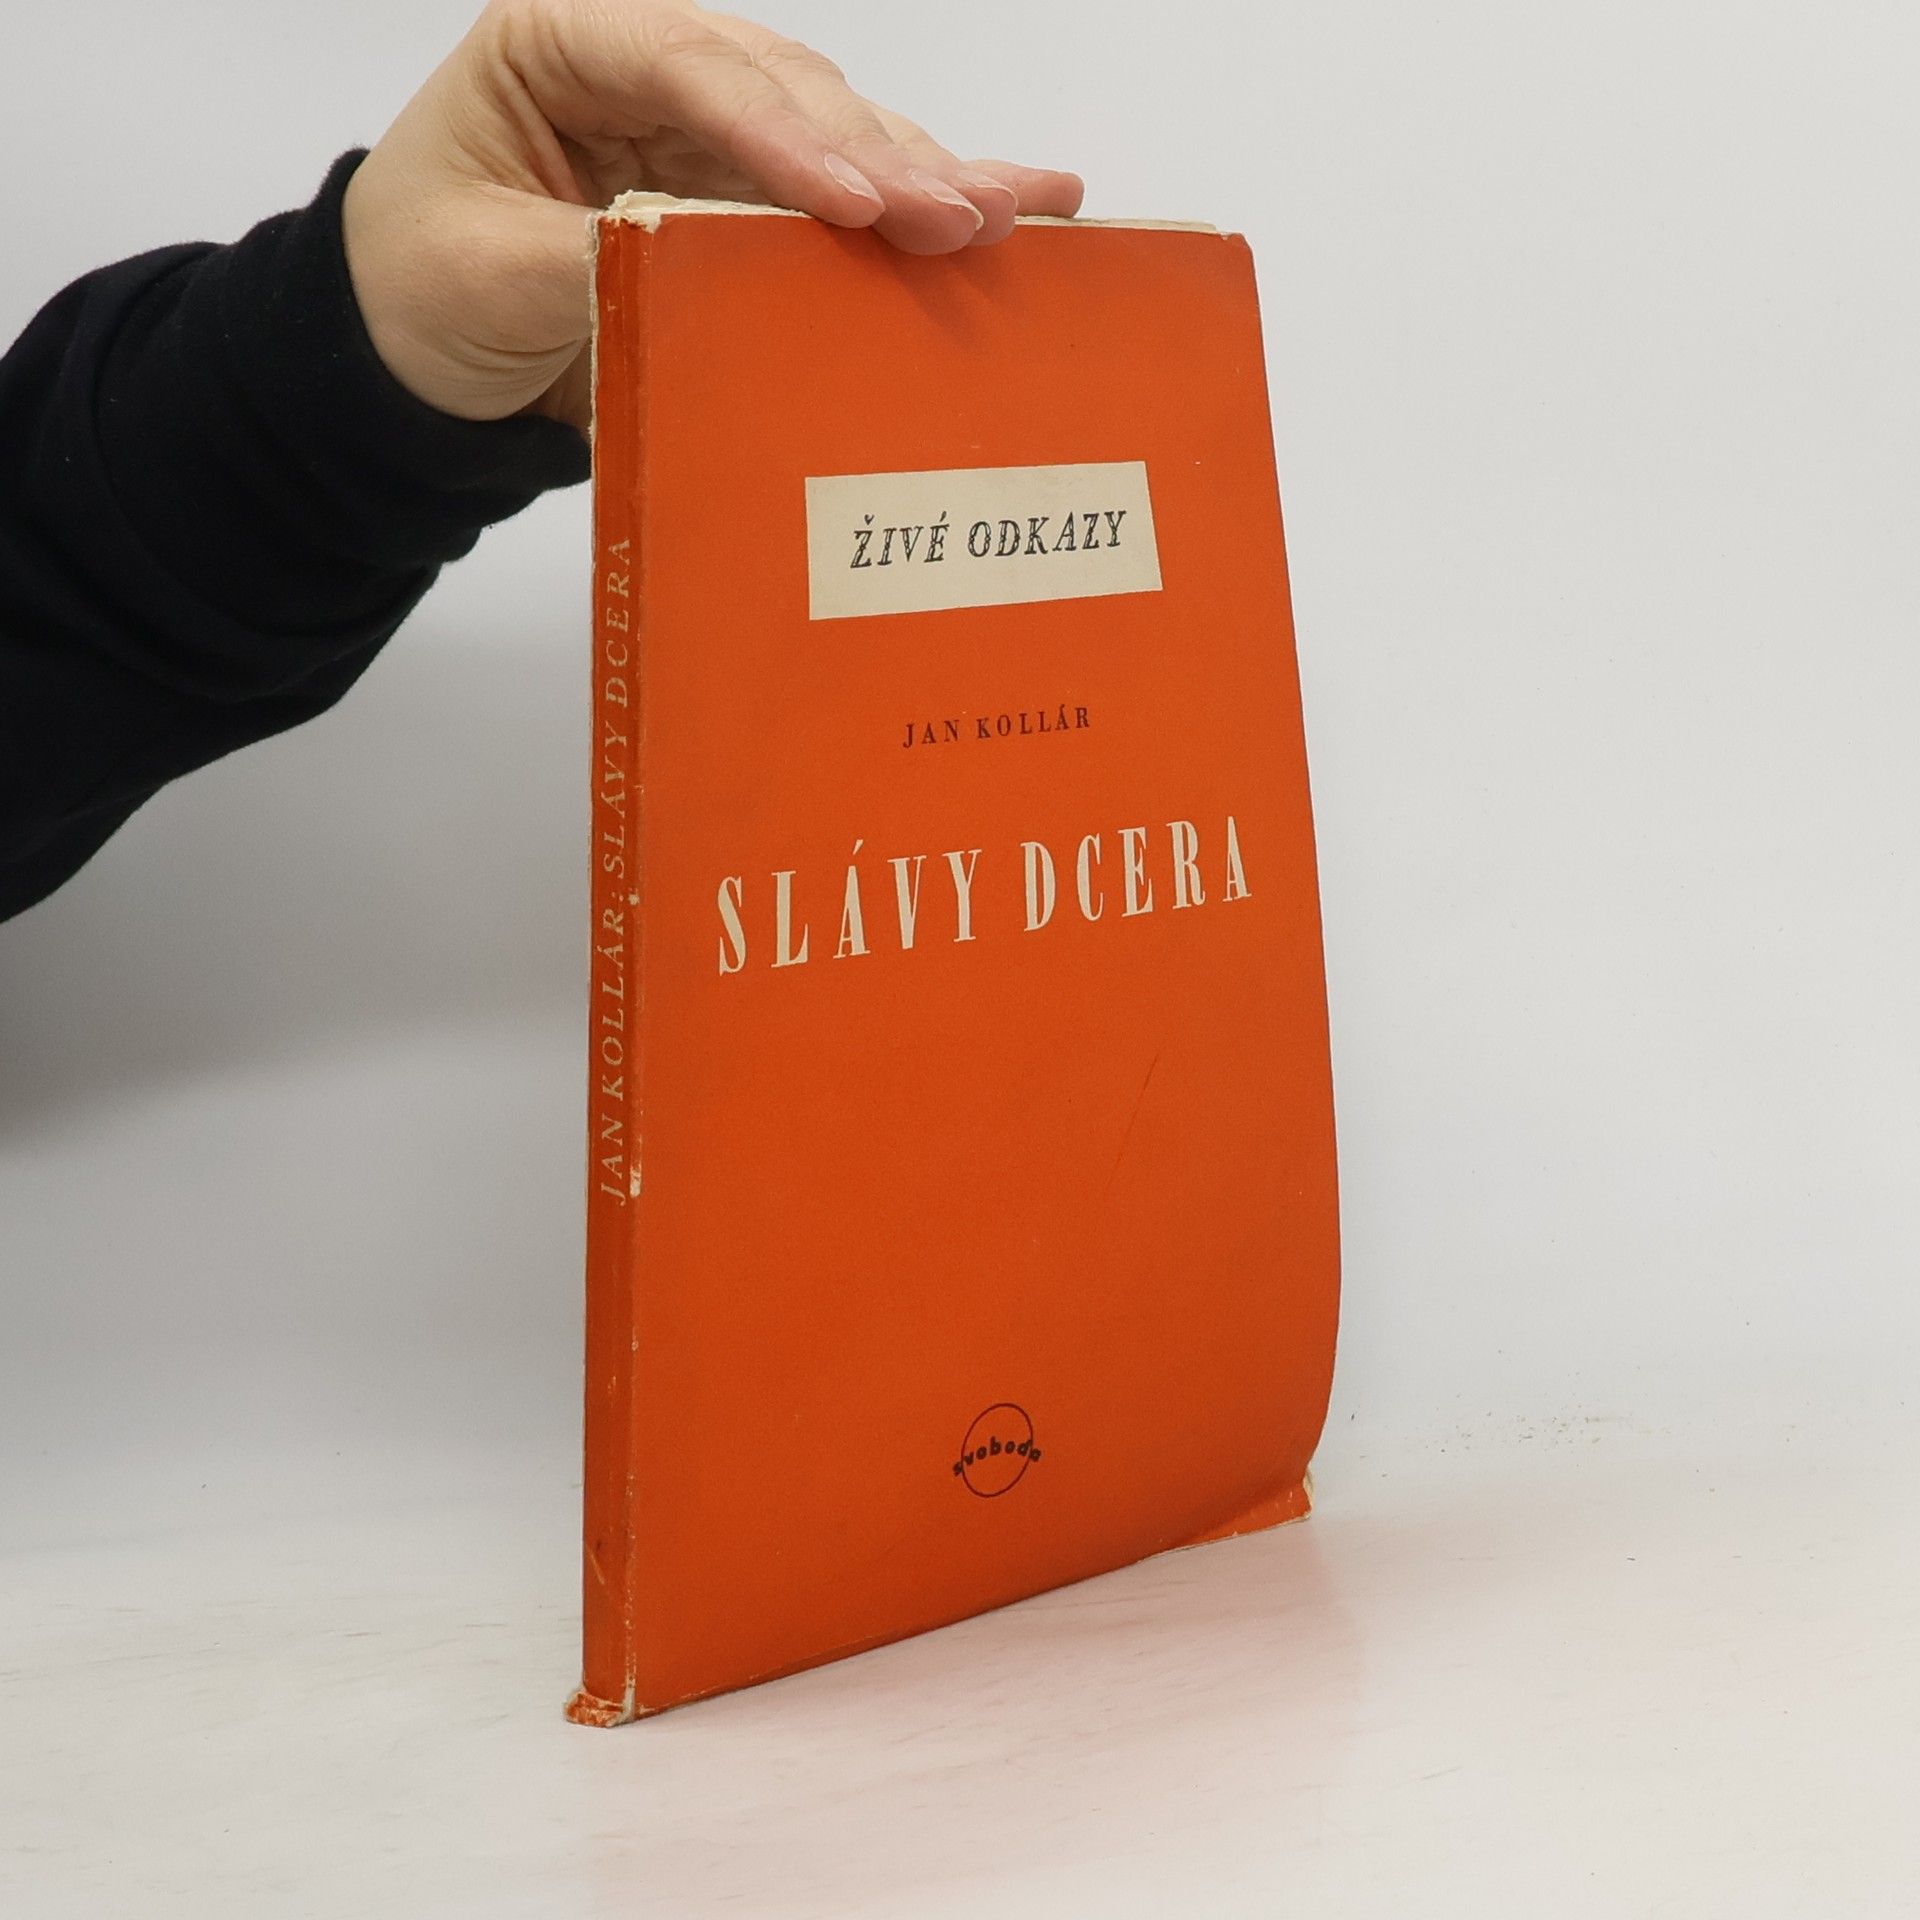 ŽIVÉ ODKAZY
JAN KOLLÁR
SLÁVY DCERA
svoboda
JAN KOLLÁR: SLÁVY DCERA